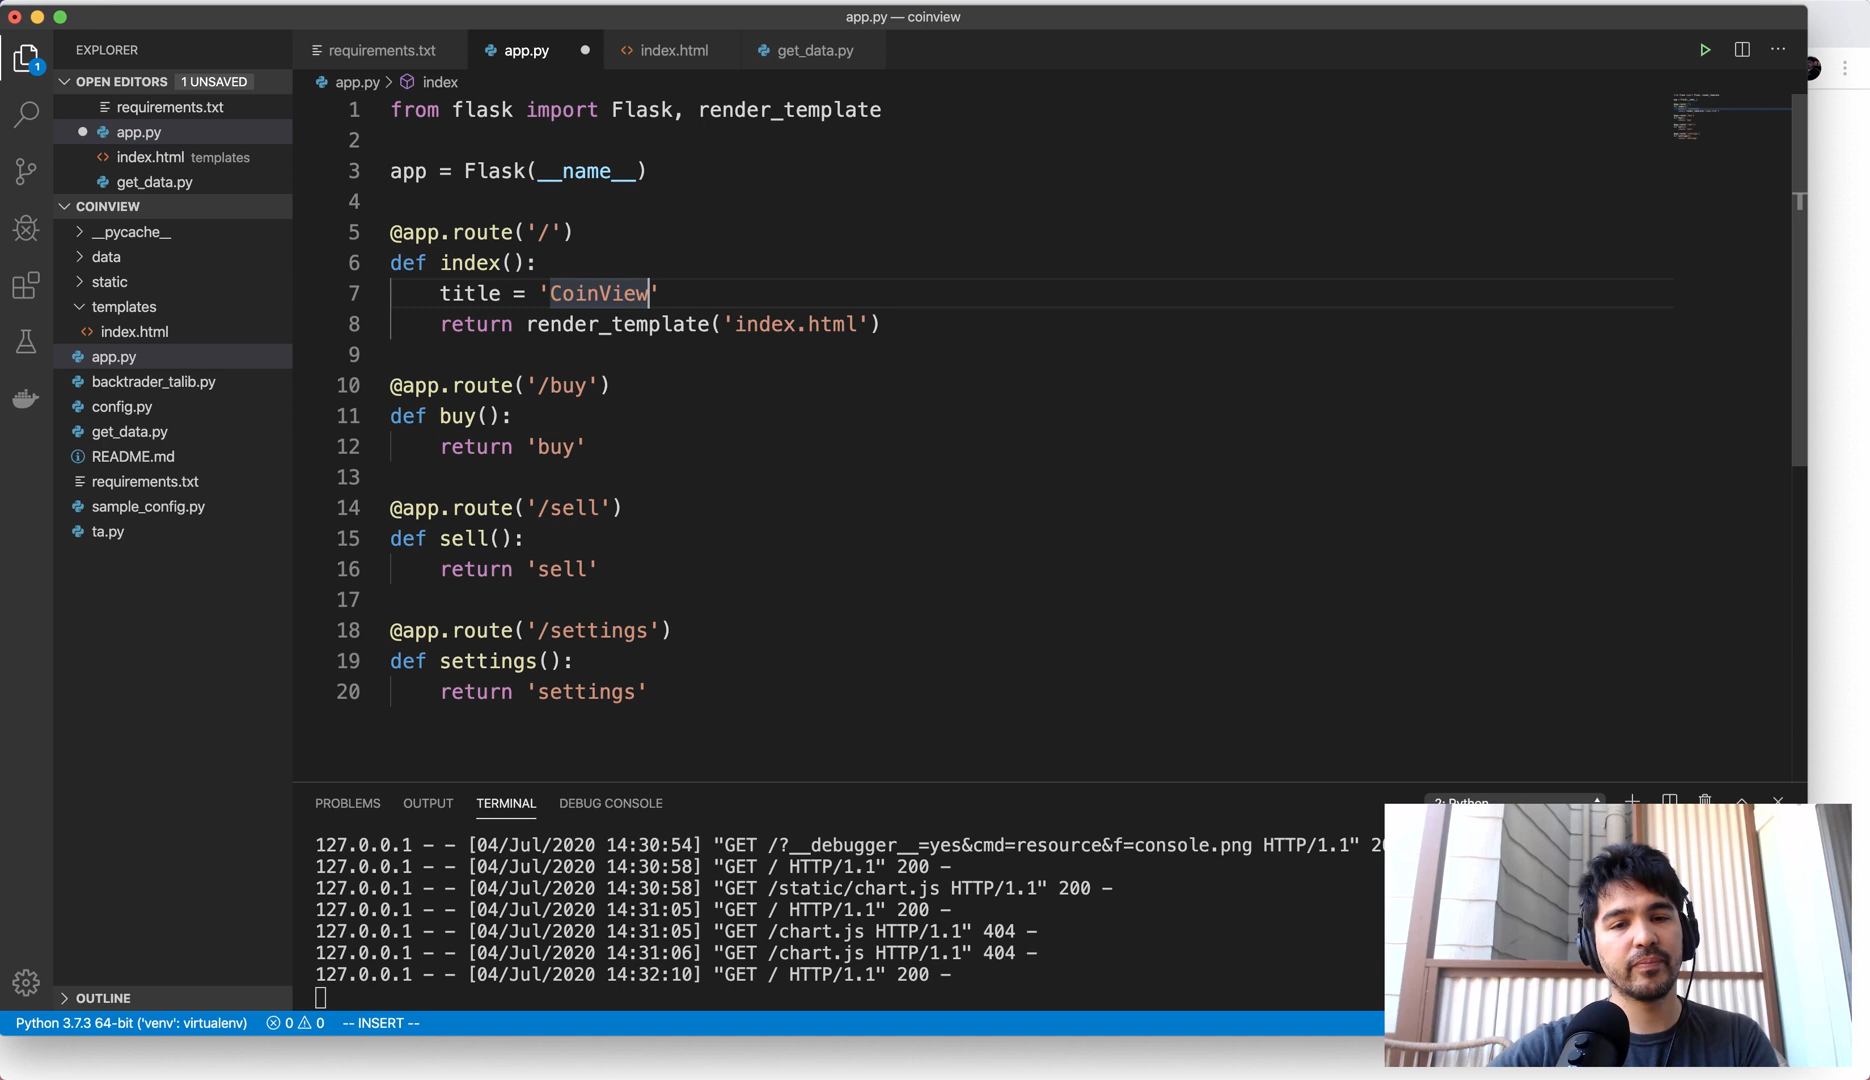 app.py — coinview
EXPLORER
OPEN EDITORS 1 UNSAVED
requirements.txt
app.py
index.html templates
get_data.py
COINVIEW
__pycache__
data
static
templates
index.html
app.py
backtrader_talib.py
config.py
get_data.py
README.md
requirements.txt
sample_config.py
ta.py
OUTLINE
1
requirements.txt app.py index.html get_data.py
app.py > index
1 from flask import Flask, render_template
2
3 app = Flask(__name__)
4
5 @app.route('/')
6 def index():
7 title = 'CoinView'
8 return render_template('index.html')
9
10 @app.route('/buy')
11 def buy():
12 return 'buy'
13
14 @app.route('/sell')
15 def sell():
16 return 'sell'
17
18 @app.route('/settings')
19 def settings():
20 return 'settings'
PROBLEMS OUTPUT TERMINAL DEBUG CONSOLE 2: Python
127.0.0.1 - - [04/Jul/2020 14:30:54] "GET /?__debugger__=yes&cmd=resource&f=console.png HTTP/1.1"
127.0.0.1 - - [04/Jul/2020 14:30:58] "GET / HTTP/1.1" 200 -
127.0.0.1 - - [04/Jul/2020 14:30:58] "GET /static/chart.js HTTP/1.1" 200 -
127.0.0.1 - - [04/Jul/2020 14:31:05] "GET / HTTP/1.1" 200 -
127.0.0.1 - - [04/Jul/2020 14:31:05] "GET /chart.js HTTP/1.1" 404 -
127.0.0.1 - - [04/Jul/2020 14:31:06] "GET /chart.js HTTP/1.1" 404 -
127.0.0.1 - - [04/Jul/2020 14:32:10] "GET / HTTP/1.1" 200 -
Python 3.7.3 64-bit ('venv': virtualenv) 0 0 -- INSERT --